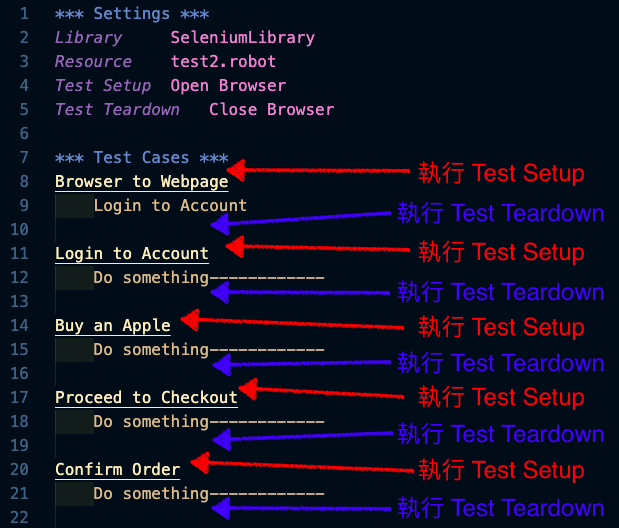 1 *** Settings ***
2 Library SeleniumLibrary
3 Resource test2.robot
4 Test Setup Open Browser
5 Test Teardown Close Browser
6
7 *** Test Cases ***
8 Browser to Webpage 執行 Test Setup
9 Login to Account
10 執行 Test Teardown
11 Login to Account 執行 Test Setup
12 Do something------------
13 執行 Test Teardown
14 Buy an Apple 執行 Test Setup
15 Do something------------
16 執行 Test Teardown
17 Proceed to Checkout 執行 Test Setup
18 Do something------------
19 執行 Test Teardown
20 Confirm Order 執行 Test Setup
21 Do something------------
22 執行 Test Teardown